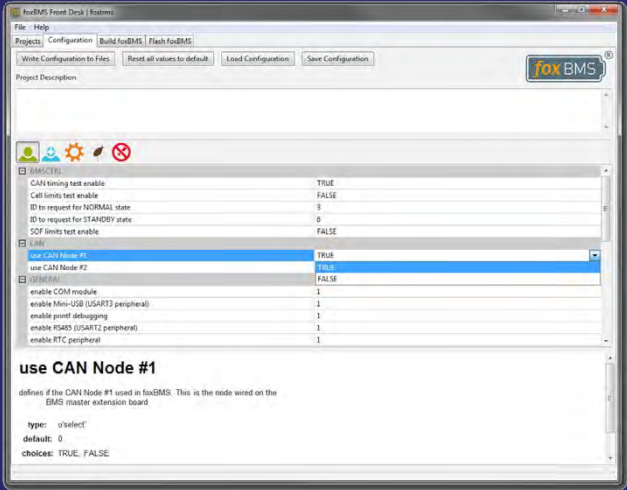 foxBMS Front Desk | foxbms
File Help
Projects Configuration Build foxBMS Flash foxBMS
Write Configuration to Files Reset all values to default Load Configuration Save Configuration
fox BMS ®
Project Description
BMSCTRL
CAN timing test enable TRUE
Cell limits test enable FALSE
ID to request for NORMAL state 3
ID to request for STANDBY state 8
SOF limits test enable FALSE
CAN
use CAN Node #1 TRUE
use CAN Node #2 TRUE
FALSE
GENERAL
enable COM module 1
enable Mini-USB (USART3 peripheral) 1
enable printf debugging 1
enable RS485 (USART2 peripheral) 1
enable RTC peripheral 1
use CAN Node #1
defines if the CAN Node #1 used in foxBMS. This is the node wired on the
BMS master extension board
type: u'select'
default: 0
choices: TRUE, FALSE